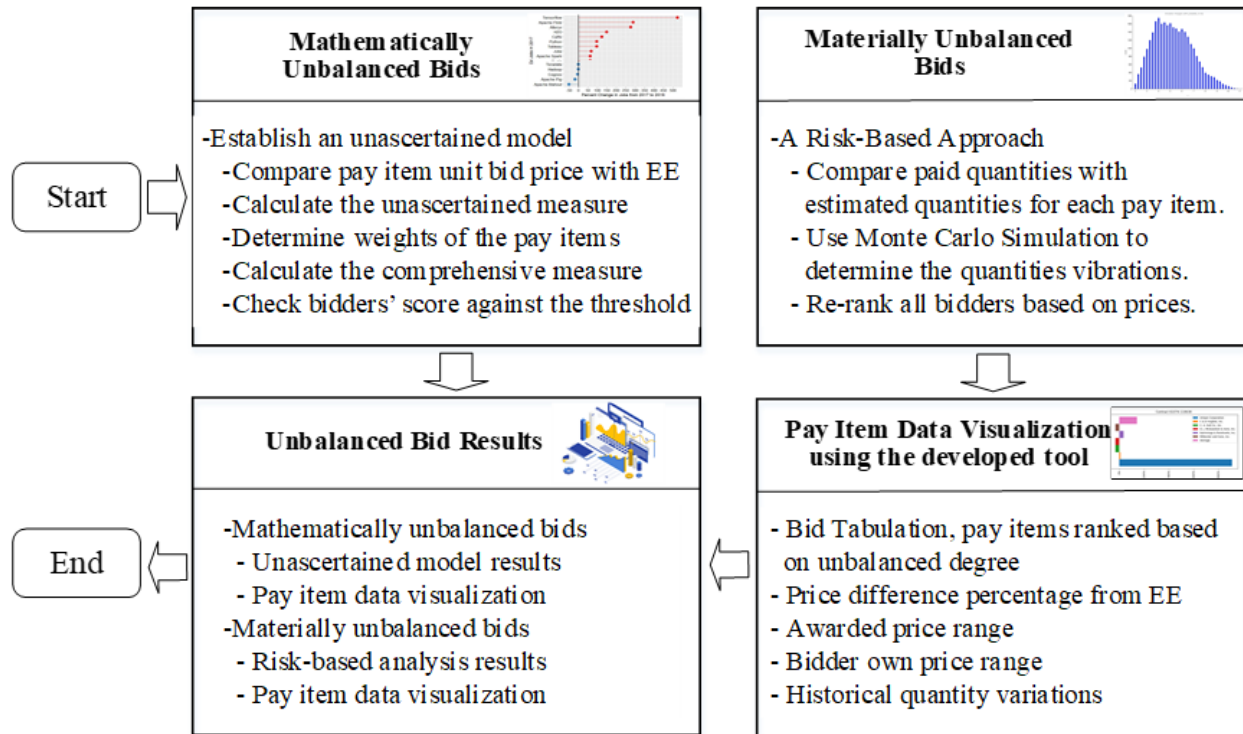 Start
Mathematically
Unbalanced Bids
-Establish an unascertained model
-Compare pay item unit bid price with EE
-Calculate the unascertained measure
-Determine weights of the pay items
-Calculate the comprehensive measure
-Check bidders’ score against the threshold
Materially Unbalanced
Bids
-A Risk-Based Approach
- Compare paid quantities with
estimated quantities for each pay item.
- Use Monte Carlo Simulation to
determine the quantities vibrations.
- Re-rank all bidders based on prices.
Pay Item Data Visualization
using the developed tool
- Bid Tabulation, pay items ranked based
on unbalanced degree
- Price difference percentage from EE
- Awarded price range
- Bidder own price range
- Historical quantity variations
Unbalanced Bid Results
-Mathematically unbalanced bids
- Unascertained model results
- Pay item data visualization
-Materially unbalanced bids
- Risk-based analysis results
- Pay item data visualization
End